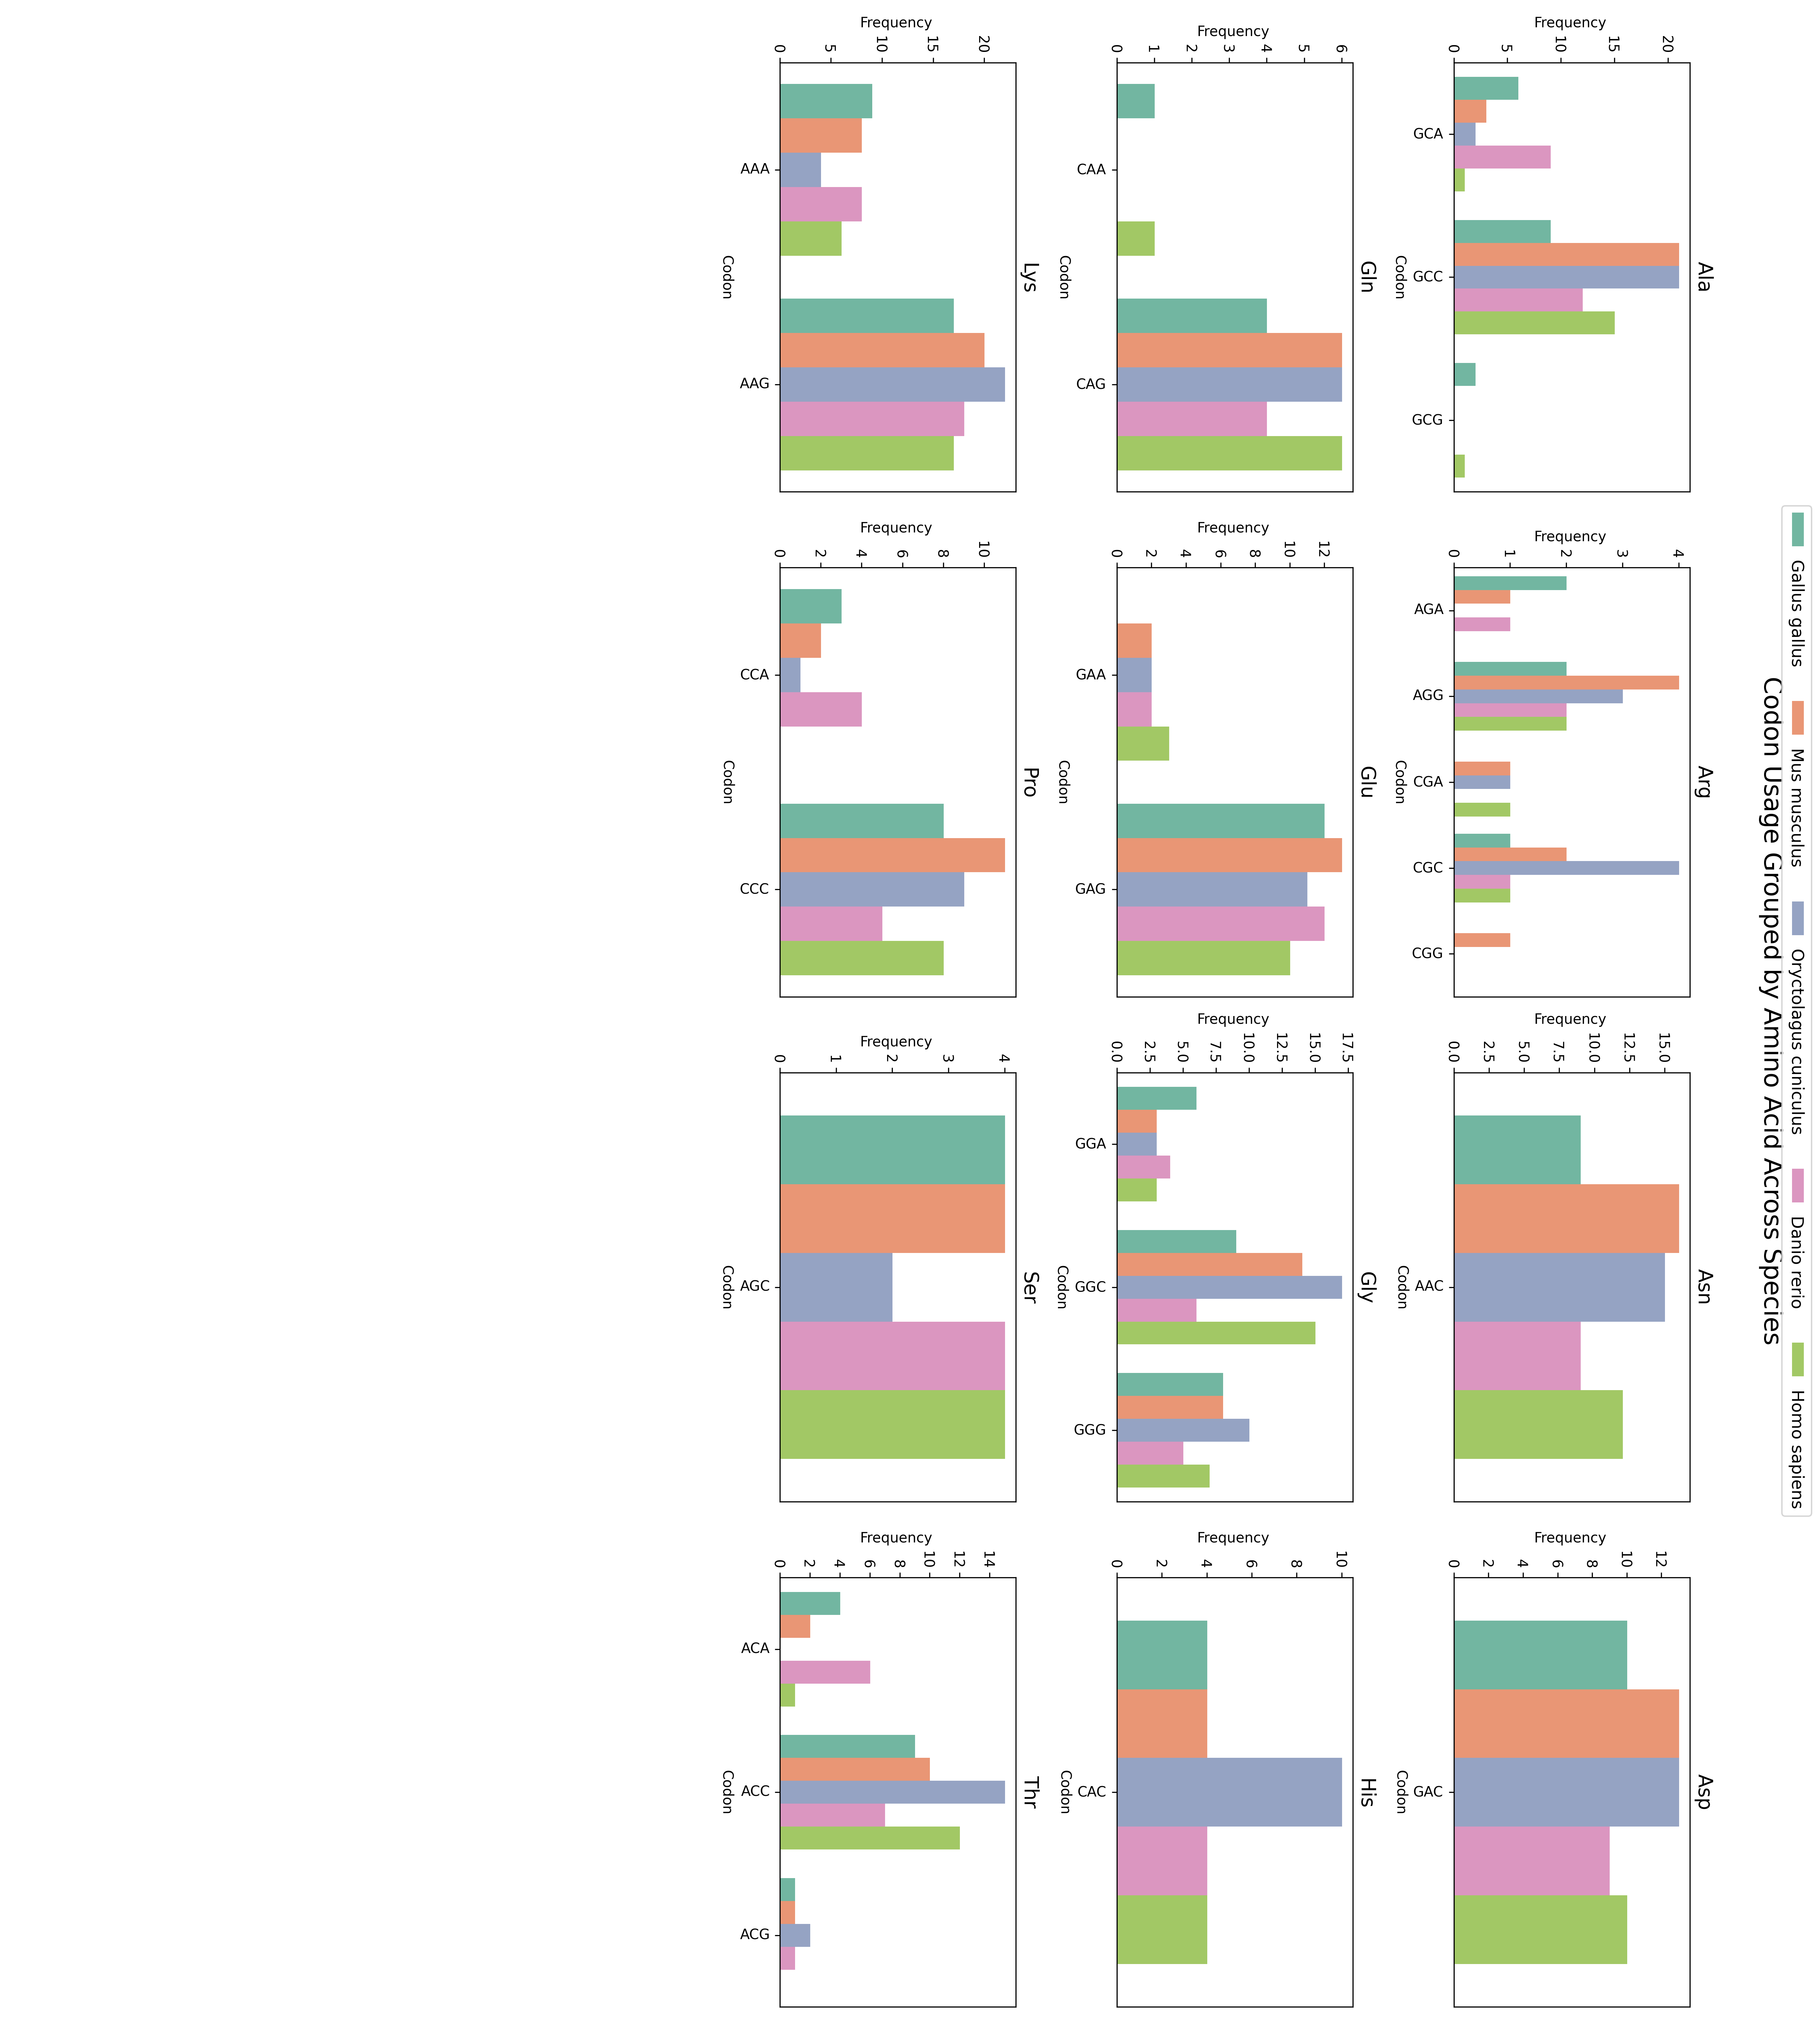 Gallus gallus Mus musculus Oryctolagus cuniculus Danio rerio Homo sapiens
Codon Usage Grouped by Amino Acid Across Species
Ala
Frequency
0 5 10 15 20
GCA GCC GCG
Codon
Arg
Frequency
0 1 2 3 4
AGA AGG CGA CGC CGG
Codon
Asn
Frequency
0.0 2.5 5.0 7.5 10.0 12.5 15.0
AAC
Codon
Asp
Frequency
0 2 4 6 8 10 12
GAC
Codon
Gln
Frequency
0 1 2 3 4 5 6
CAA CAG
Codon
Glu
Frequency
0 2 4 6 8 10 12
GAA GAG
Codon
Gly
Frequency
0.0 2.5 5.0 7.5 10.0 12.5 15.0 17.5
GGA GGC GGG
Codon
His
Frequency
0 2 4 6 8 10
CAC
Codon
Lys
Frequency
0 5 10 15 20
AAA AAG
Codon
Pro
Frequency
0 2 4 6 8 10
CCA CCC
Codon
Ser
Frequency
0 1 2 3 4
AGC
Codon
Thr
Frequency
0 2 4 6 8 10 12 14
ACA ACC ACG
Codon